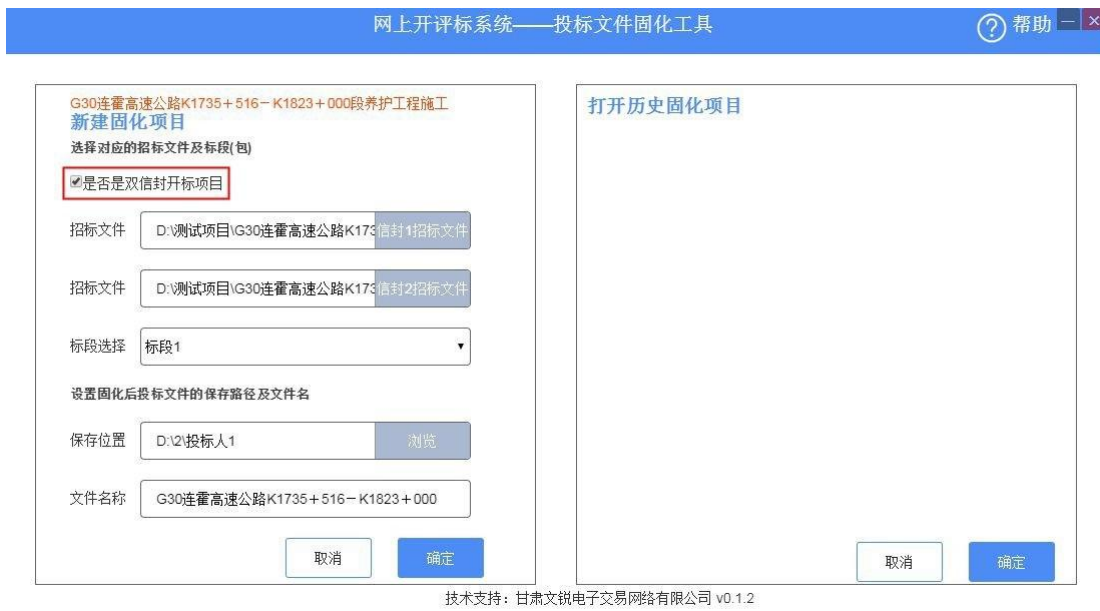 网上开评标系统——投标文件固化工具
? 帮助
G30连霍高速公路K1735+516-K1823+000段养护工程施工
新建固化项目
选择对应的招标文件及标段(包)
是否是双信封开标项目
招标文件 D:\测试项目\G30连霍高速公路K173 信封1招标文件
招标文件 D:\测试项目\G30连霍高速公路K173 信封2招标文件
标段选择 标段1
设置固化后投标文件的保存路径及文件名
保存位置 D:\2\投标人1 浏览
文件名称 G30连霍高速公路K1735+516-K1823+000
取消 确定
打开历史固化项目
取消 确定
技术支持：甘肃文锐电子交易网络有限公司 v0.1.2